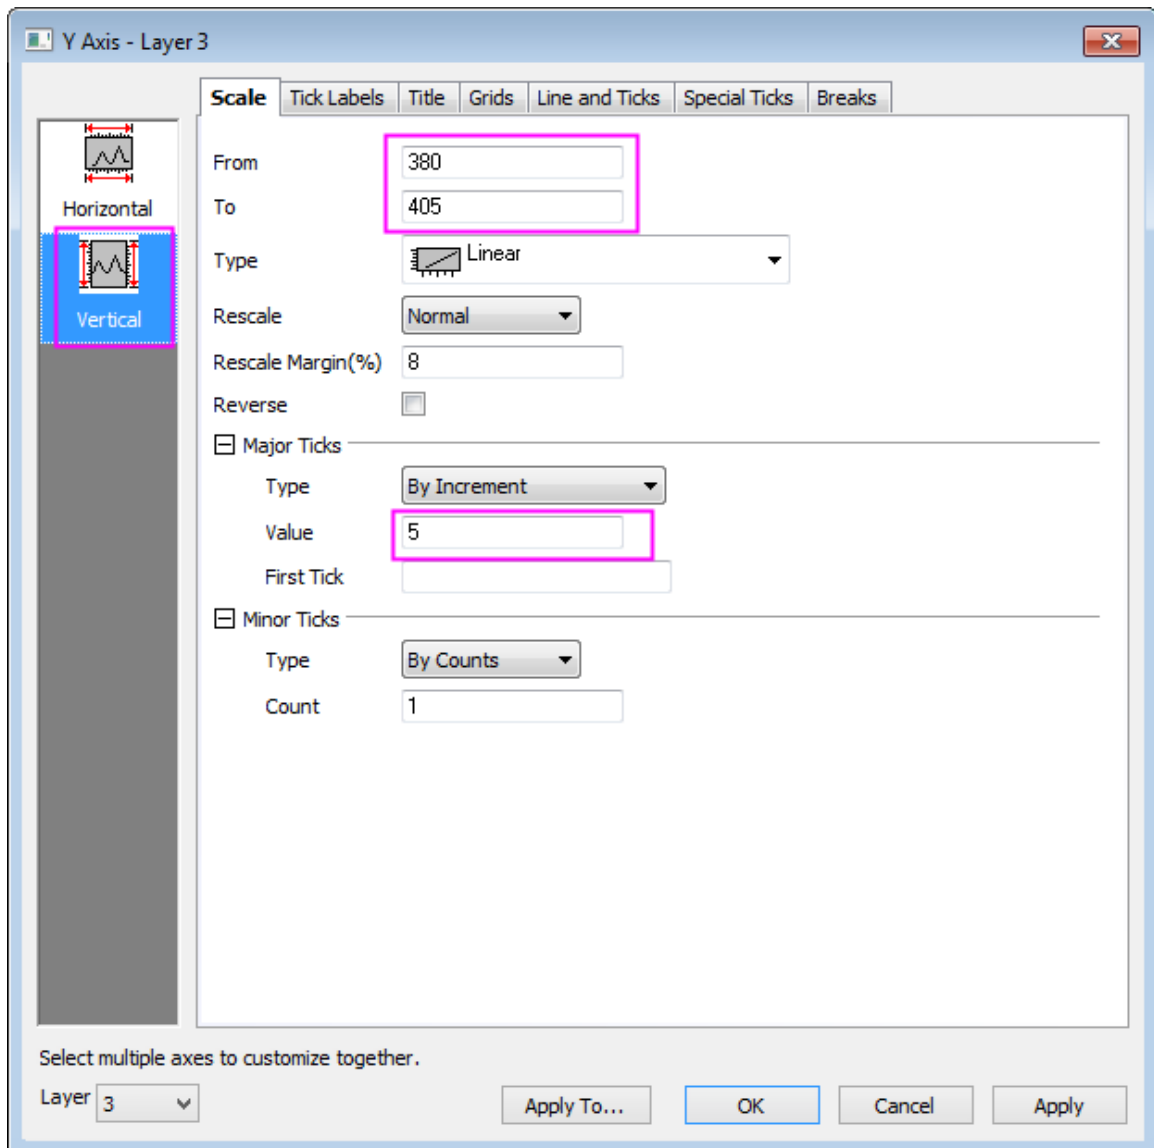 Y Axis - Layer 3
Scale Tick Labels Title Grids Line and Ticks Special Ticks Breaks
Horizontal
Vertical
From 380
To 405
Type Linear
Rescale Normal
Rescale Margin(%) 8
Reverse
Major Ticks
Type By Increment
Value 5
First Tick
Minor Ticks
Type By Counts
Count 1
Select multiple axes to customize together.
Layer 3 Apply To... OK Cancel Apply